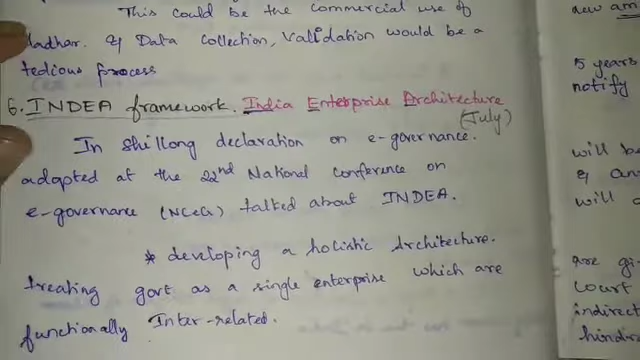 This could be the commercial use of
Aadhar. & Data Collection, Validation would be a
tedious process
6. INDEA framework. India Enterprise Architecture
(July)
In Shillong declaration on e-governance.
adopted at the 22nd National Conference on
e-governance (NCeG) talked about INDEA.
* developing a holistic Architecture.
treating govt as a single enterprise which are
functionally Inter-related.
new am
5 years
notify
will be
& an
will
are gi
court
indirect
hindr